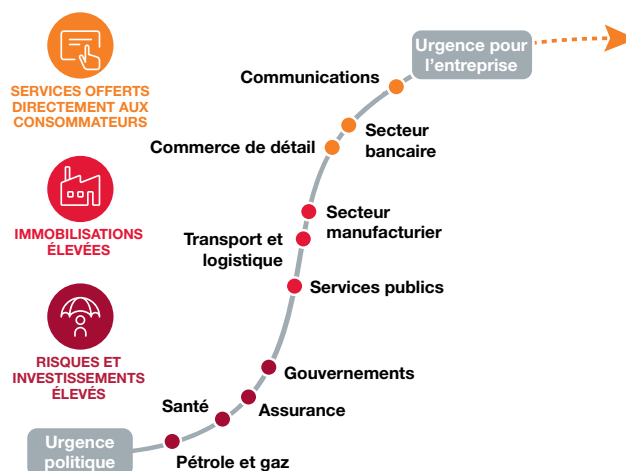 Urgence pour
l’entreprise
SERVICES OFFERTS
DIRECTEMENT AUX
CONSOMMATEURS
Communications
Secteur
bancaire
Commerce de détail
IMMOBILISATIONS
ÉLEVÉES
Secteur
manufacturier
Transport et
logistique
Services publics
RISQUES ET
INVESTISSEMENTS
ÉLEVÉS
Gouvernements
Santé
Assurance
Urgence
politique
Pétrole et gaz